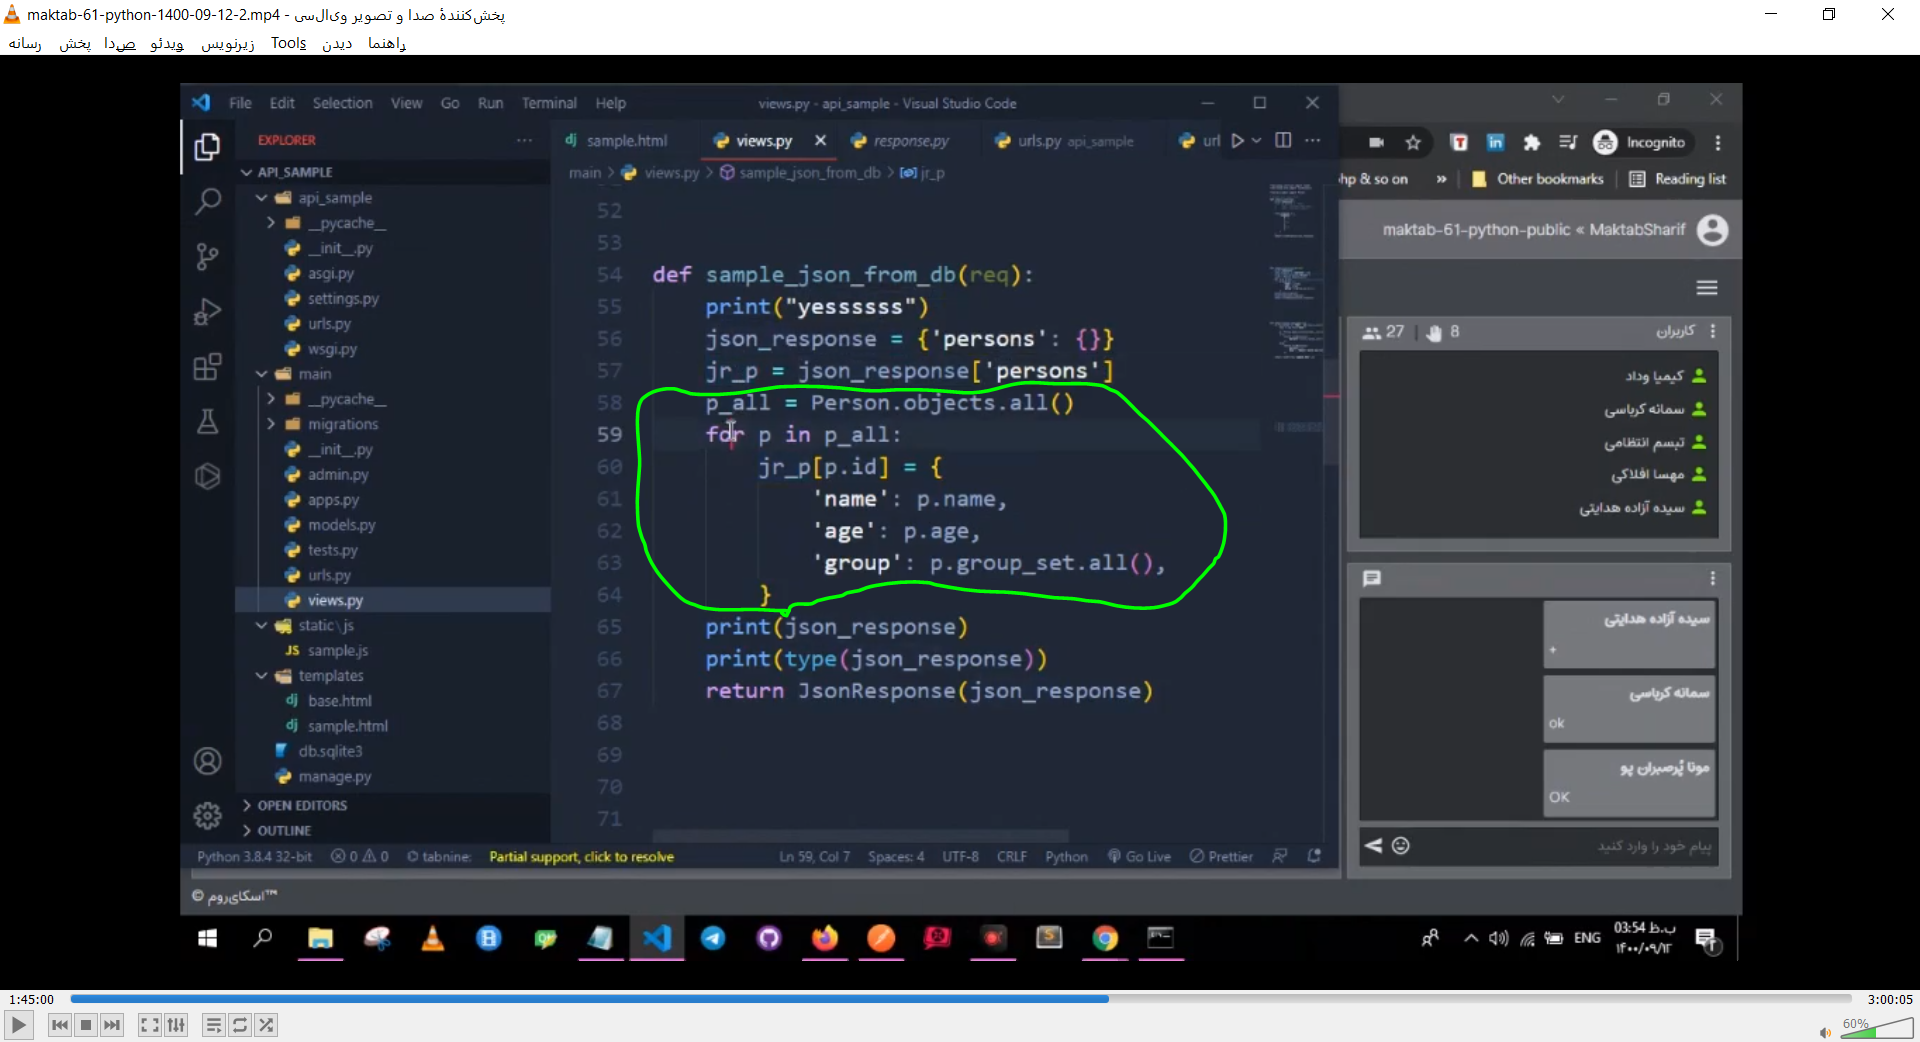 maktab-61-python-1400-09-12-2.mp4 - پخش‌کنندهٔ صدا و تصویر وی‌ال‌سی
رسانه پخش صدا ویدئو زیرنویس Tools دیدن راهنما
File Edit Selection View Go Run Terminal Help
views.py - api_sample - Visual Studio Code
EXPLORER
sample.html
views.py
response.py
urls.py api_sample
url
main > views.py > sample_json_from_db > jr_p
API_SAMPLE
api_sample
__pycache__
__init__.py
asgi.py
settings.py
urls.py
wsgi.py
main
__pycache__
migrations
__init__.py
admin.py
apps.py
models.py
tests.py
urls.py
views.py
static\js
JS sample.js
templates
base.html
sample.html
db.sqlite3
manage.py
OPEN EDITORS
OUTLINE
52
53
54 def sample_json_from_db(req):
55 print("yessssss")
56 json_response = {'persons': {}}
57 jr_p = json_response['persons']
58 p_all = Person.objects.all()
59 for p in p_all:
60 jr_p[p.id] = {
61 'name': p.name,
62 'age': p.age,
63 'group': p.group_set.all(),
64 }
65 print(json_response)
66 print(type(json_response))
67 return JsonResponse(json_response)
68
69
70
71
Python 3.8.4 32-bit 0 0 tabnine: Partial support, click to resolve Ln 59, Col 7 Spaces: 4 UTF-8 CRLF Python Go Live Prettier
Incognito
hp & so on » Other bookmarks Reading list
maktab-61-python-public « MaktabSharif
27 8 کاربران
کیمیا وداد
سمانه کرباسی
تبسم انتظامی
مهسا افلاکی
سیده آزاده هدایتی
سیده آزاده هدایتی
+
سمانه کرباسی
ok
مونا پُرصبران پو
OK
پیام خود را وارد کنید
© اسکای‌روم™
ENG
03:54 ب.ظ
۱۴۰۰/۰۹/۱۲
1:45:00
3:00:05
60%